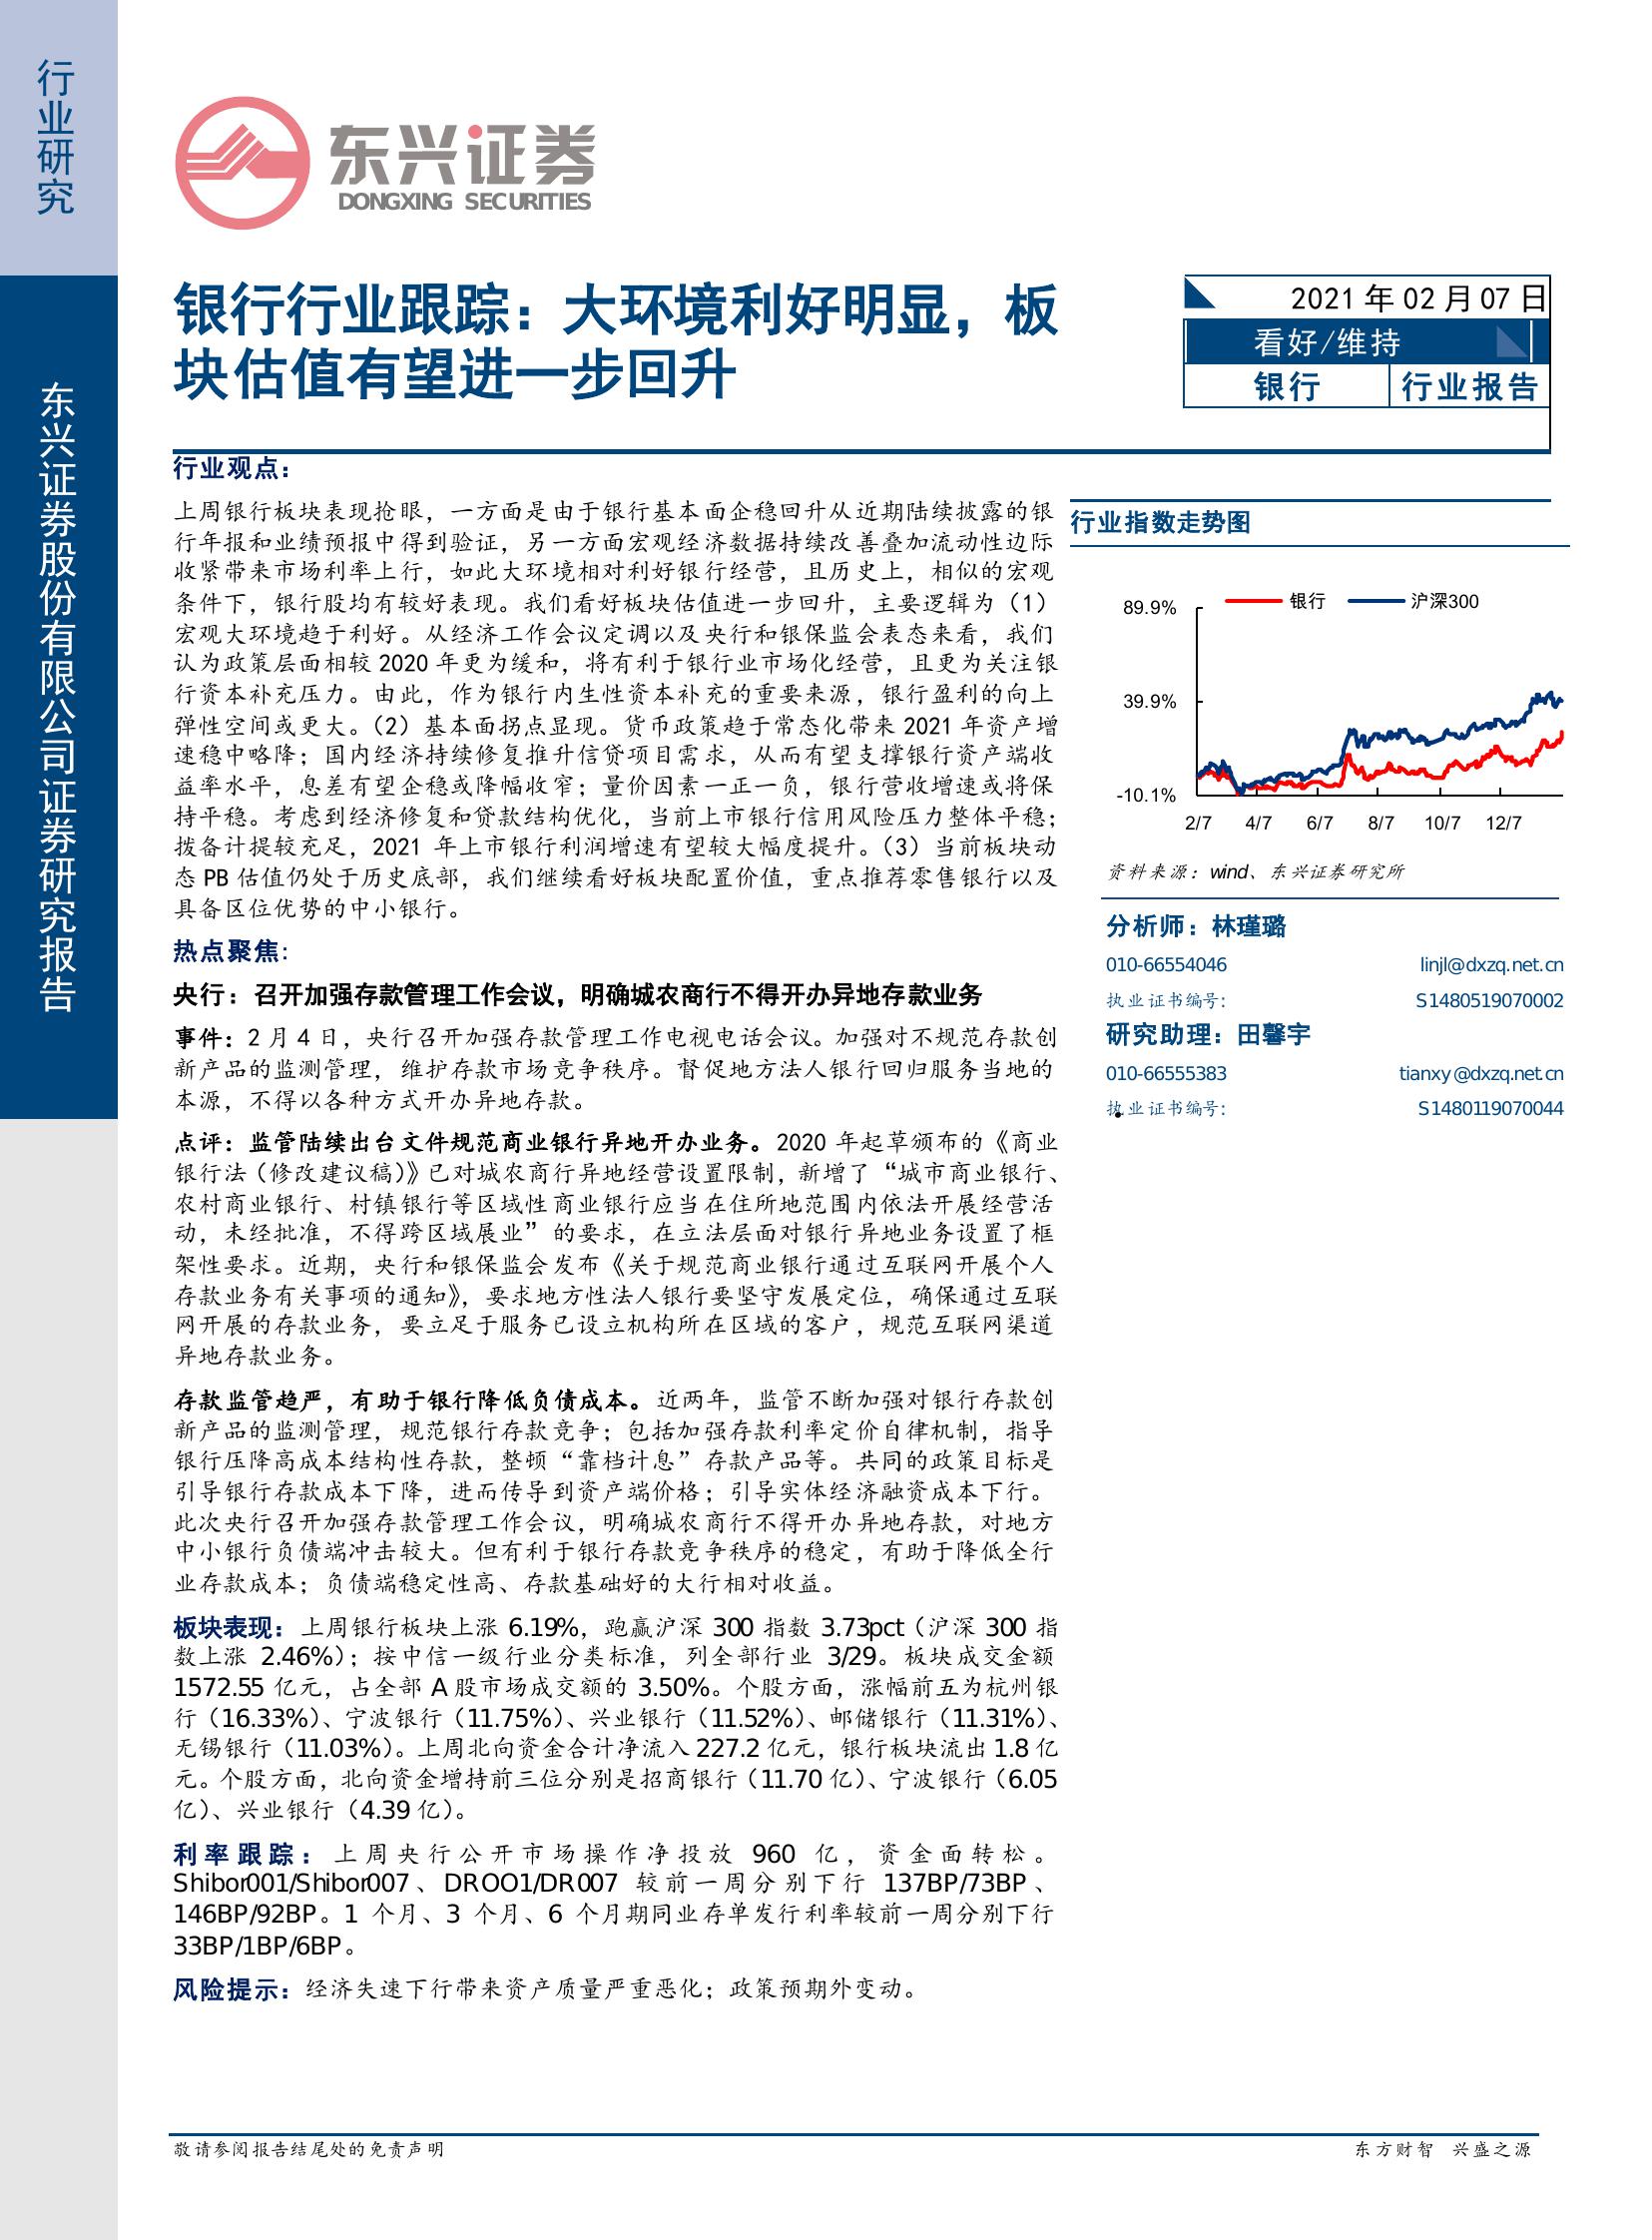 行业研究
东兴证券股份有限公司证券研究报告
东兴证券
DONGXING SECURITIES
银行行业跟踪：大环境利好明显，板
块估值有望进一步回升
2021 年 02 月 07 日
看好/维持
银行 行业报告
行业观点：
上周银行板块表现抢眼，一方面是由于银行基本面企稳回升从近期陆续披露的银
行年报和业绩预报中得到验证，另一方面宏观经济数据持续改善叠加流动性边际
收紧带来市场利率上行，如此大环境相对利好银行经营，且历史上，相似的宏观
条件下，银行股均有较好表现。我们看好板块估值进一步回升，主要逻辑为（1）
宏观大环境趋于利好。从经济工作会议定调以及央行和银保监会表态来看，我们
认为政策层面相较 2020 年更为缓和，将有利于银行业市场化经营，且更为关注银
行资本补充压力。由此，作为银行内生性资本补充的重要来源，银行盈利的向上
弹性空间或更大。（2）基本面拐点显现。货币政策趋于常态化带来 2021 年资产增
速稳中略降；国内经济持续修复推升信贷项目需求，从而有望支撑银行资产端收
益率水平，息差有望企稳或降幅收窄；量价因素一正一负，银行营收增速或将保
持平稳。考虑到经济修复和贷款结构优化，当前上市银行信用风险压力整体平稳；
拨备计提较充足，2021 年上市银行利润增速有望较大幅度提升。（3）当前板块动
态 PB 估值仍处于历史底部，我们继续看好板块配置价值，重点推荐零售银行以及
具备区位优势的中小银行。
热点聚焦：
央行：召开加强存款管理工作会议，明确城农商行不得开办异地存款业务
事件：2 月 4 日，央行召开加强存款管理工作电视电话会议。加强对不规范存款创
新产品的监测管理，维护存款市场竞争秩序。督促地方法人银行回归服务当地的
本源，不得以各种方式开办异地存款。
点评：监管陆续出台文件规范商业银行异地开办业务。2020 年起草颁布的《商业
银行法（修改建议稿）》已对城农商行异地经营设置限制，新增了“城市商业银行、
农村商业银行、村镇银行等区域性商业银行应当在住所地范围内依法开展经营活
动，未经批准，不得跨区域展业”的要求，在立法层面对银行异地业务设置了框
架性要求。近期，央行和银保监会发布《关于规范商业银行通过互联网开展个人
存款业务有关事项的通知》，要求地方性法人银行要坚守发展定位，确保通过互联
网开展的存款业务，要立足于服务已设立机构所在区域的客户，规范互联网渠道
异地存款业务。
存款监管趋严，有助于银行降低负债成本。近两年，监管不断加强对银行存款创
新产品的监测管理，规范银行存款竞争；包括加强存款利率定价自律机制，指导
银行压降高成本结构性存款，整顿“靠档计息”存款产品等。共同的政策目标是
引导银行存款成本下降，进而传导到资产端价格；引导实体经济融资成本下行。
此次央行召开加强存款管理工作会议，明确城农商行不得开办异地存款，对地方
中小银行负债端冲击较大。但有利于银行存款竞争秩序的稳定，有助于降低全行
业存款成本；负债端稳定性高、存款基础好的大行相对收益。
板块表现：上周银行板块上涨 6.19%，跑赢沪深 300 指数 3.73pct（沪深 300 指
数上涨 2.46%）；按中信一级行业分类标准，列全部行业 3/29。板块成交金额
1572.55 亿元，占全部 A 股市场成交额的 3.50%。个股方面，涨幅前五为杭州银
行（16.33%）、宁波银行（11.75%）、兴业银行（11.52%）、邮储银行（11.31%）、
无锡银行（11.03%）。上周北向资金合计净流入 227.2 亿元，银行板块流出 1.8 亿
元。个股方面，北向资金增持前三位分别是招商银行（11.70 亿）、宁波银行（6.05
亿）、兴业银行（4.39 亿）。
利率跟踪：上周央行公开市场操作净投放 960 亿，资金面转松。
Shibor001/Shibor007、DROO1/DR007 较前一周分别下行 137BP/73BP、
146BP/92BP。1 个月、3 个月、6 个月期同业存单发行利率较前一周分别下行
33BP/1BP/6BP。
风险提示：经济失速下行带来资产质量严重恶化；政策预期外变动。
行业指数走势图
银行 沪深300
89.9%
39.9%
-10.1%
2/7 4/7 6/7 8/7 10/7 12/7
资料来源：wind、东兴证券研究所
分析师：林瑾璐
010-66554046 linjl@dxzq.net.cn
执业证书编号： S1480519070002
研究助理：田馨宇
010-66555383 tianxy@dxzq.net.cn
执业证书编号： S1480119070044
敬请参阅报告结尾处的免责声明
东方财智 兴盛之源